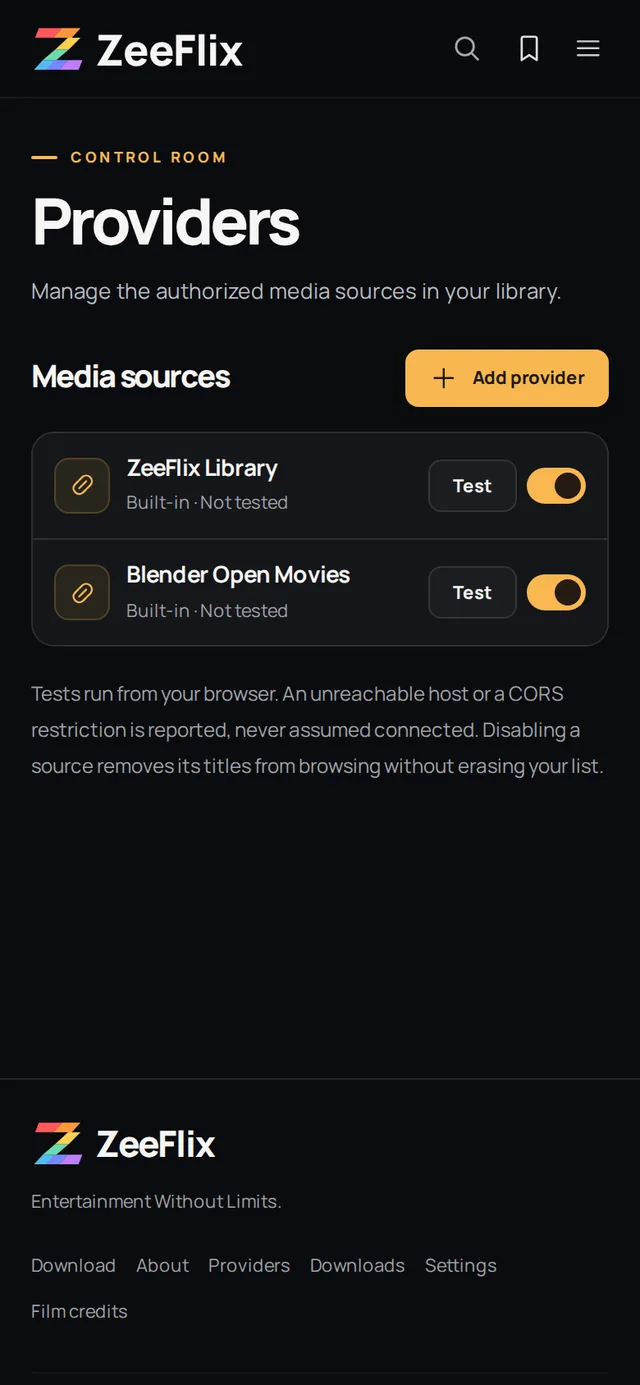 ZeeFlix
CONTROL ROOM
Providers
Manage the authorized media sources in your library.
Media sources
Add provider
ZeeFlix Library
Built-in · Not tested
Test
Blender Open Movies
Built-in · Not tested
Test
Tests run from your browser. An unreachable host or a CORS
restriction is reported, never assumed connected. Disabling a
source removes its titles from browsing without erasing your list.
ZeeFlix
Entertainment Without Limits.
Download About Providers Downloads Settings
Film credits